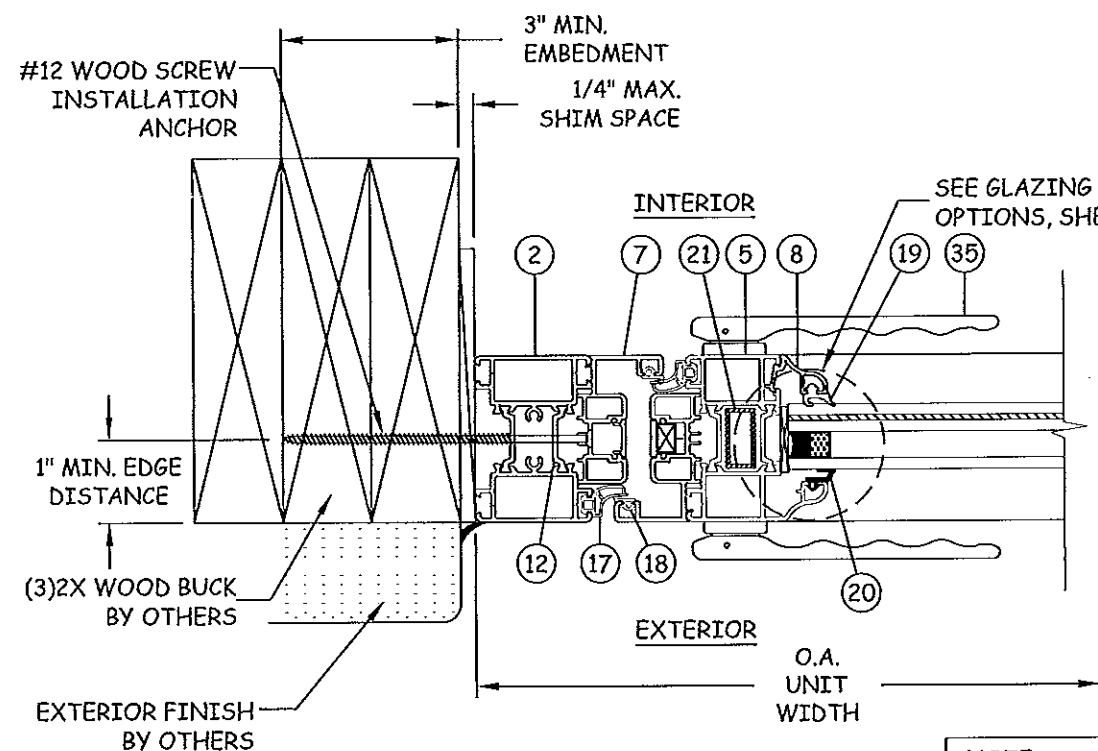 3" MIN.
EMBEDMENT
#12 WOOD SCREW
INSTALLATION
ANCHOR
1/4" MAX.
SHIM SPACE
INTERIOR
SEE GLAZING
OPTIONS, SHE
2
7
21
5
8
19
35
1" MIN. EDGE
DISTANCE
12
17
18
20
(3)2X WOOD BUCK
BY OTHERS
EXTERIOR
O.A.
UNIT
WIDTH
EXTERIOR FINISH
BY OTHERS